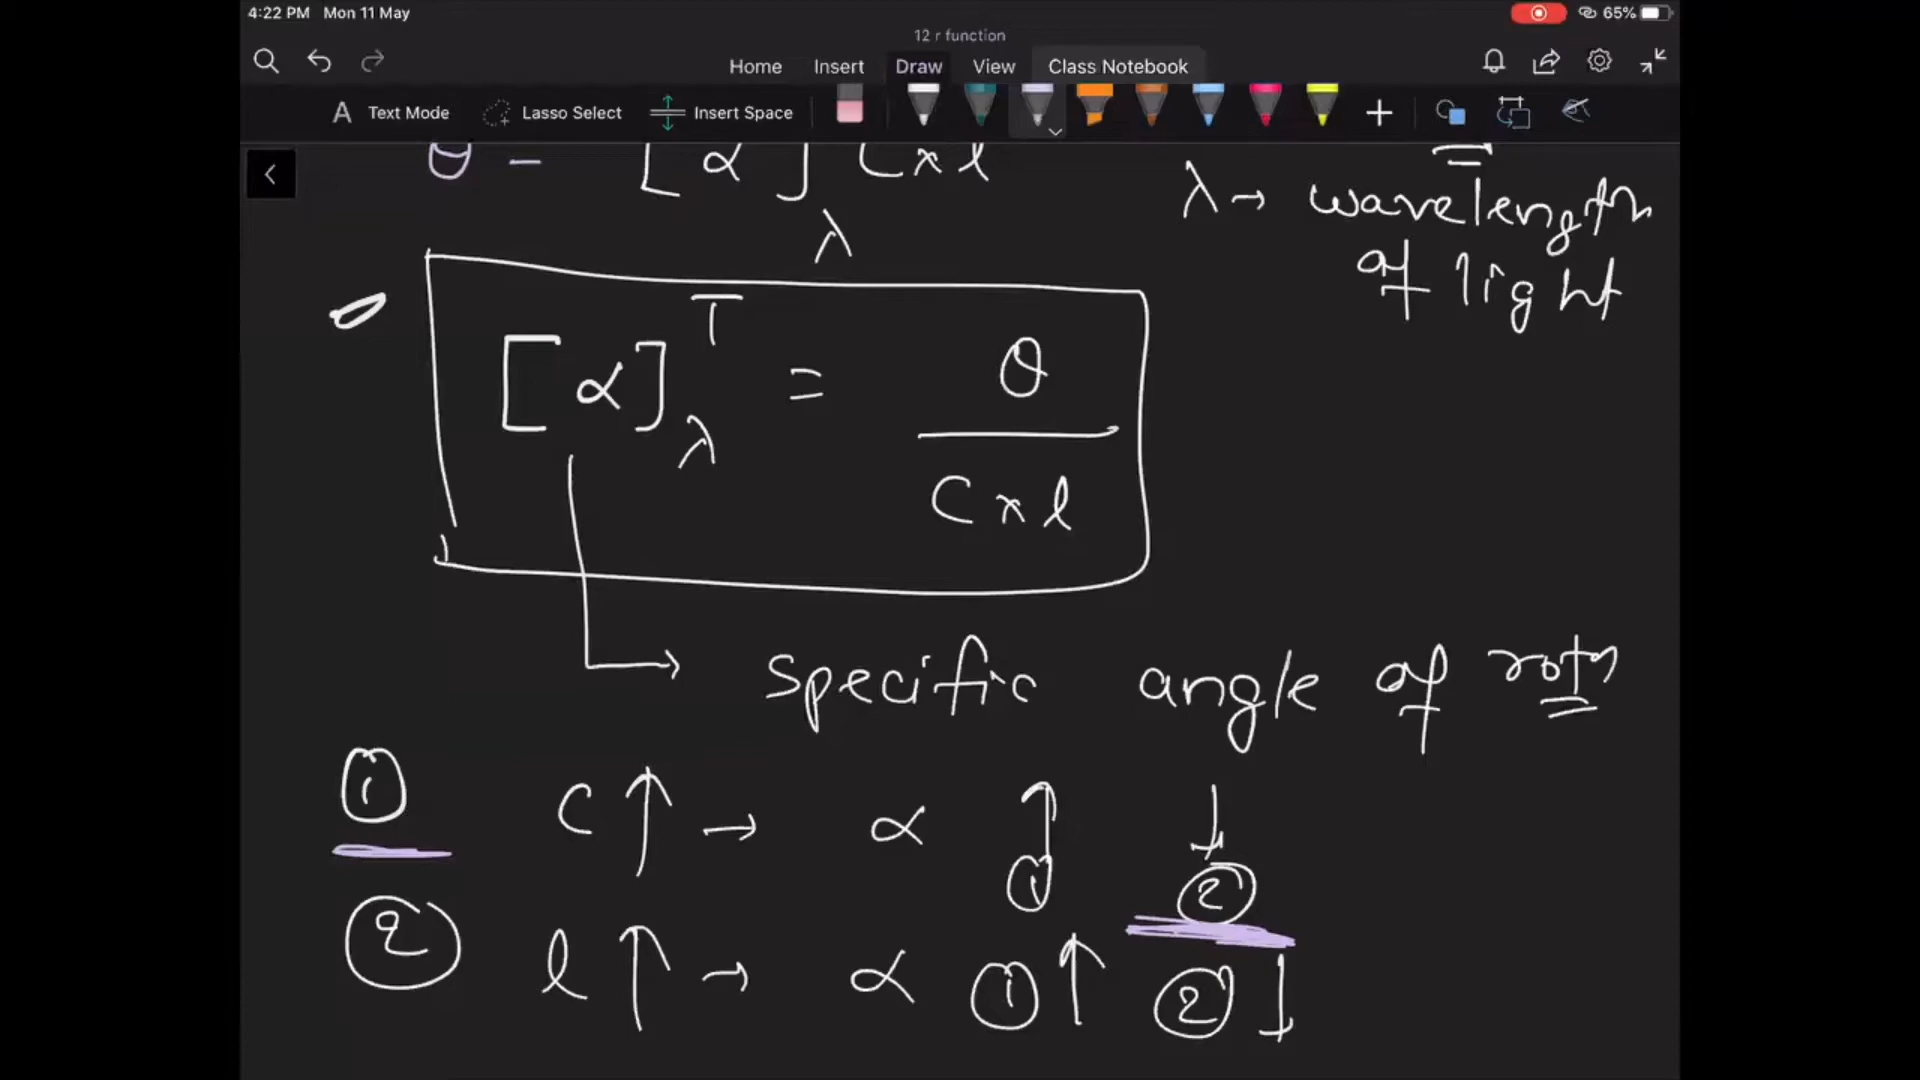 4:22 PM Mon 11 May
65%
12 r function
Home Insert Draw View Class Notebook
A Text Mode Lasso Select Insert Space
θ = [α]λ C x l
λ → wavelength
of light
[α]ᵀλ = θ / C x l
→ specific angle of rotn
① C ↑ → α ↑ ① ↓ ②
② l ↑ → α ① ↑ ② ↓